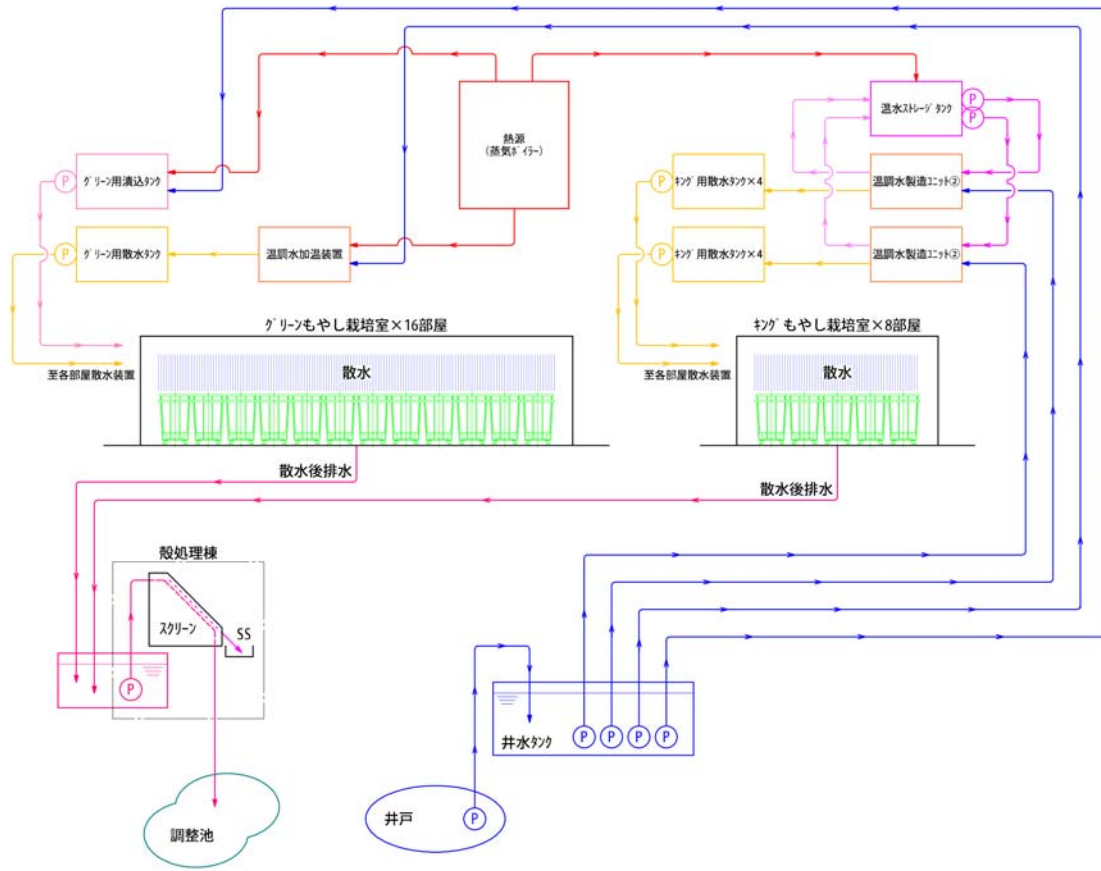 熱源
(蒸気ﾎﾞｲﾗｰ)
温水ｽﾄﾚｰｼﾞﾀﾝｸ
P
P
P
ｸﾞﾘｰﾝ用漬込タンク
P
ｷﾝｸﾞ用散水タンク×4
温調水製造ﾕﾆｯﾄ②
P
ｸﾞﾘｰﾝ用散水タンク
温調水加温装置
P
ｷﾝｸﾞ用散水タンク×4
温調水製造ﾕﾆｯﾄ②
ｸﾞﾘｰﾝもやし栽培室×16部屋
ｷﾝｸﾞもやし栽培室×8部屋
至各部屋散水装置
散水
至各部屋散水装置
散水
散水後排水
散水後排水
殻処理棟
スクリーン
SS
P
井水タンク
P
P
P
P
井戸
P
調整池